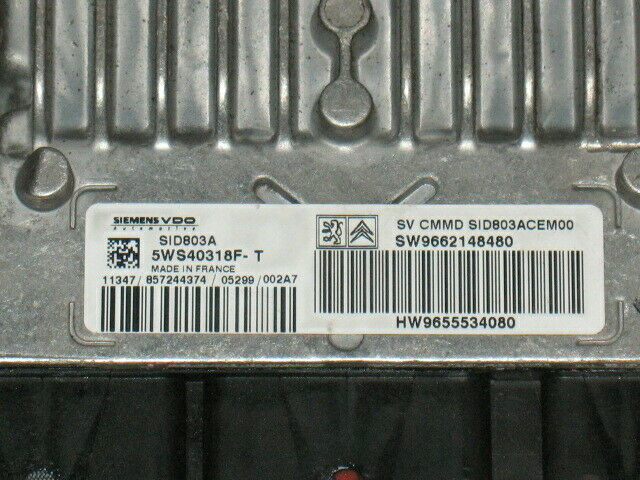 SIEMENS VDO
Automotive
SID803A
5WS40318F- T
MADE IN FRANCE
11347/857244374/05299/002A7
SV CMMD SID803ACEM00
SW9662148480
HW9655534080